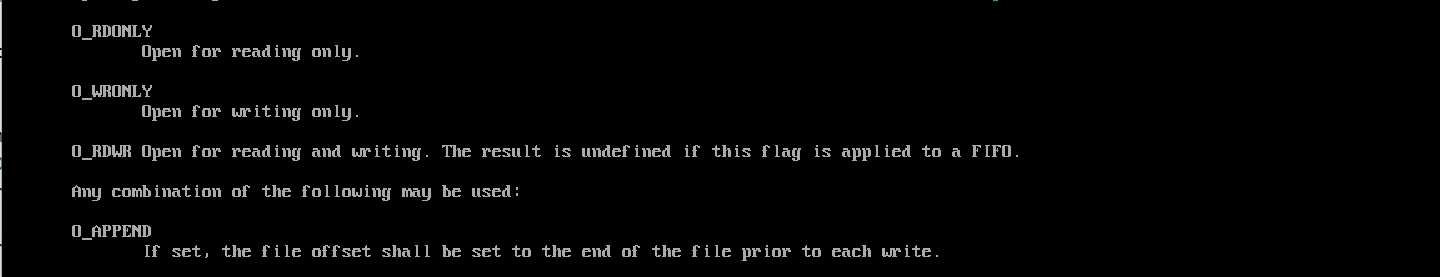 O_RDONLY
Open for reading only.
O_WRONLY
Open for writing only.
O_RDWR Open for reading and writing. The result is undefined if this flag is applied to a FIFO.
Any combination of the following may be used:
O_APPEND
If set, the file offset shall be set to the end of the file prior to each write.